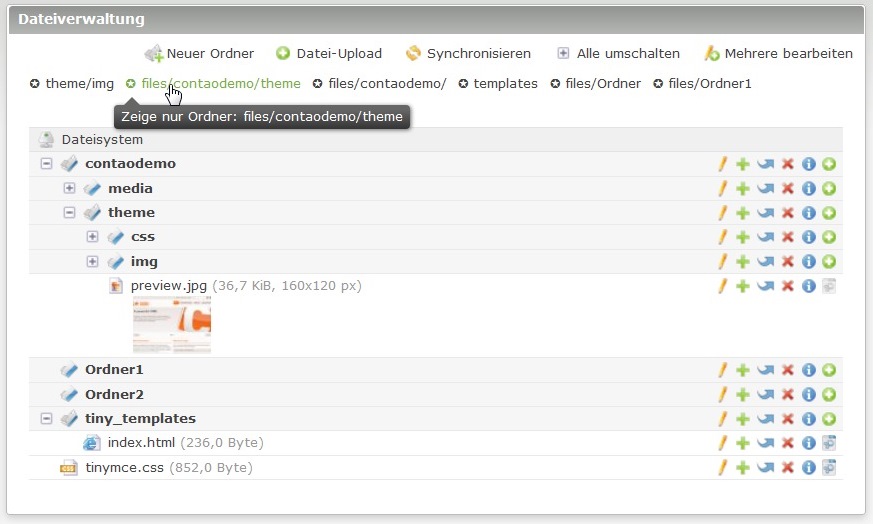 Dateiverwaltung
Neuer Ordner Datei-Upload Synchronisieren Alle umschalten Mehrere bearbeiten
theme/img files/contaodemo/theme files/contaodemo/ templates files/Ordner files/Ordner1
Zeige nur Ordner: files/contaodemo/theme
Dateisystem
contaodemo
media
theme
css
img
preview.jpg (36,7 KiB, 160x120 px)
Ordner1
Ordner2
tiny_templates
index.html (236,0 Byte)
tinymce.css (852,0 Byte)